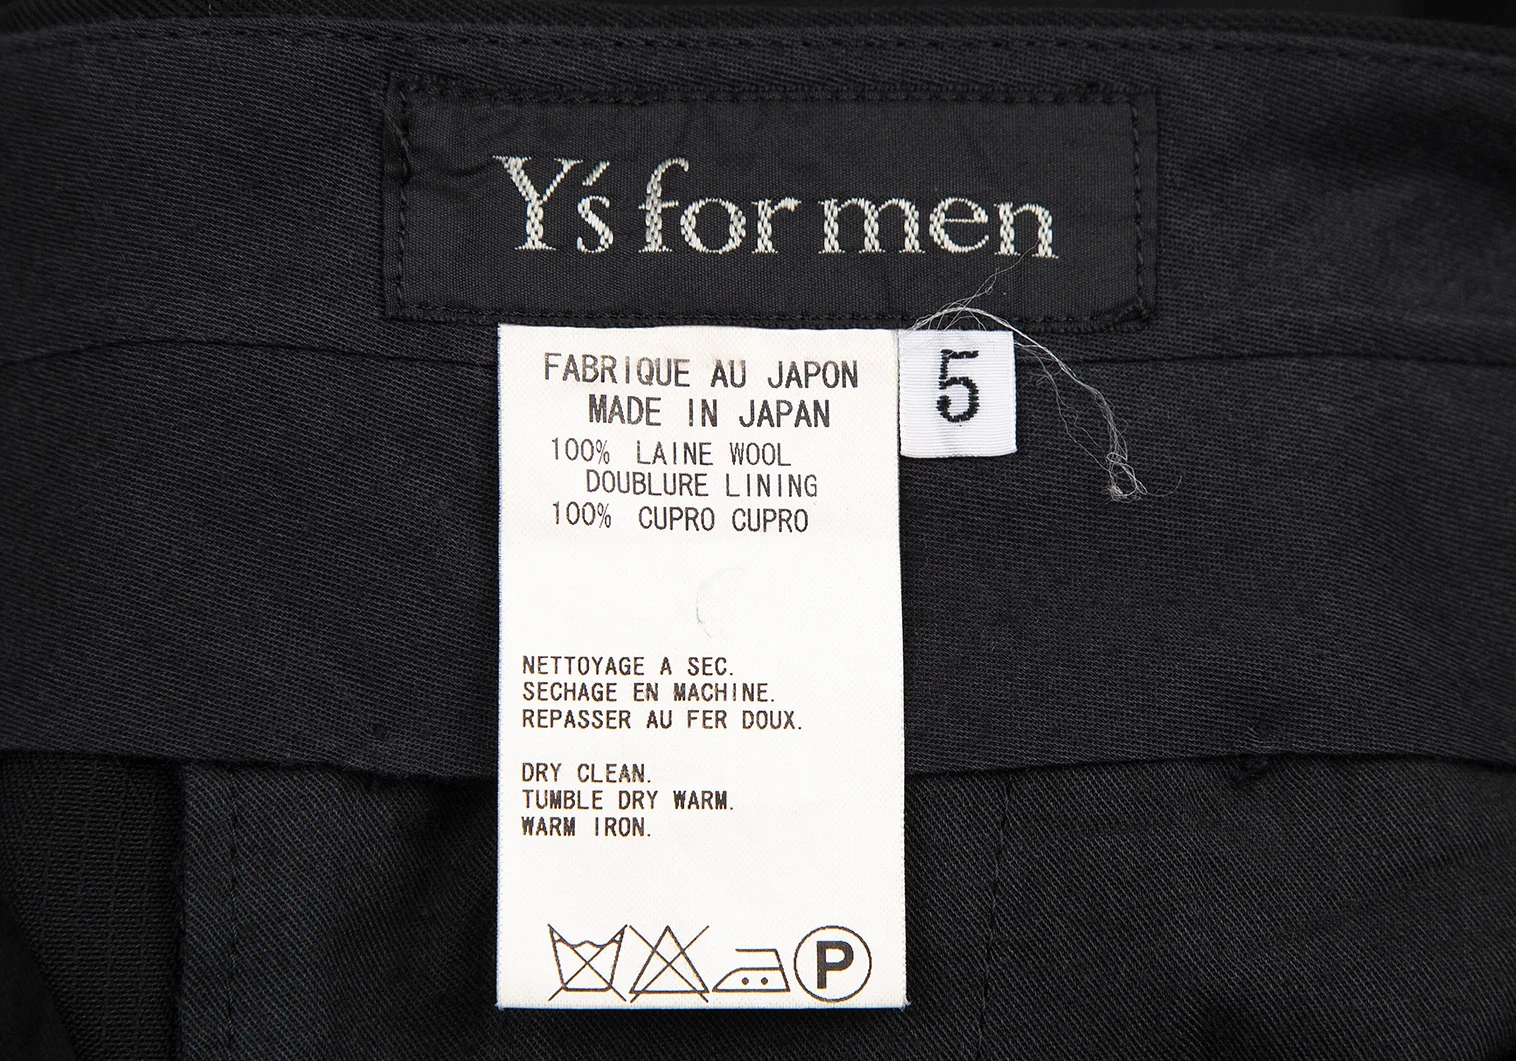 Y's for men
5
FABRIQUE AU JAPON
MADE IN JAPAN
100% LAINE WOOL
DOUBLURE LINING
100% CUPRO CUPRO
NETTOYAGE A SEC.
SECHAGE EN MACHINE.
REPASSER AU FER DOUX.
DRY CLEAN.
TUMBLE DRY WARM.
WARM IRON.
P